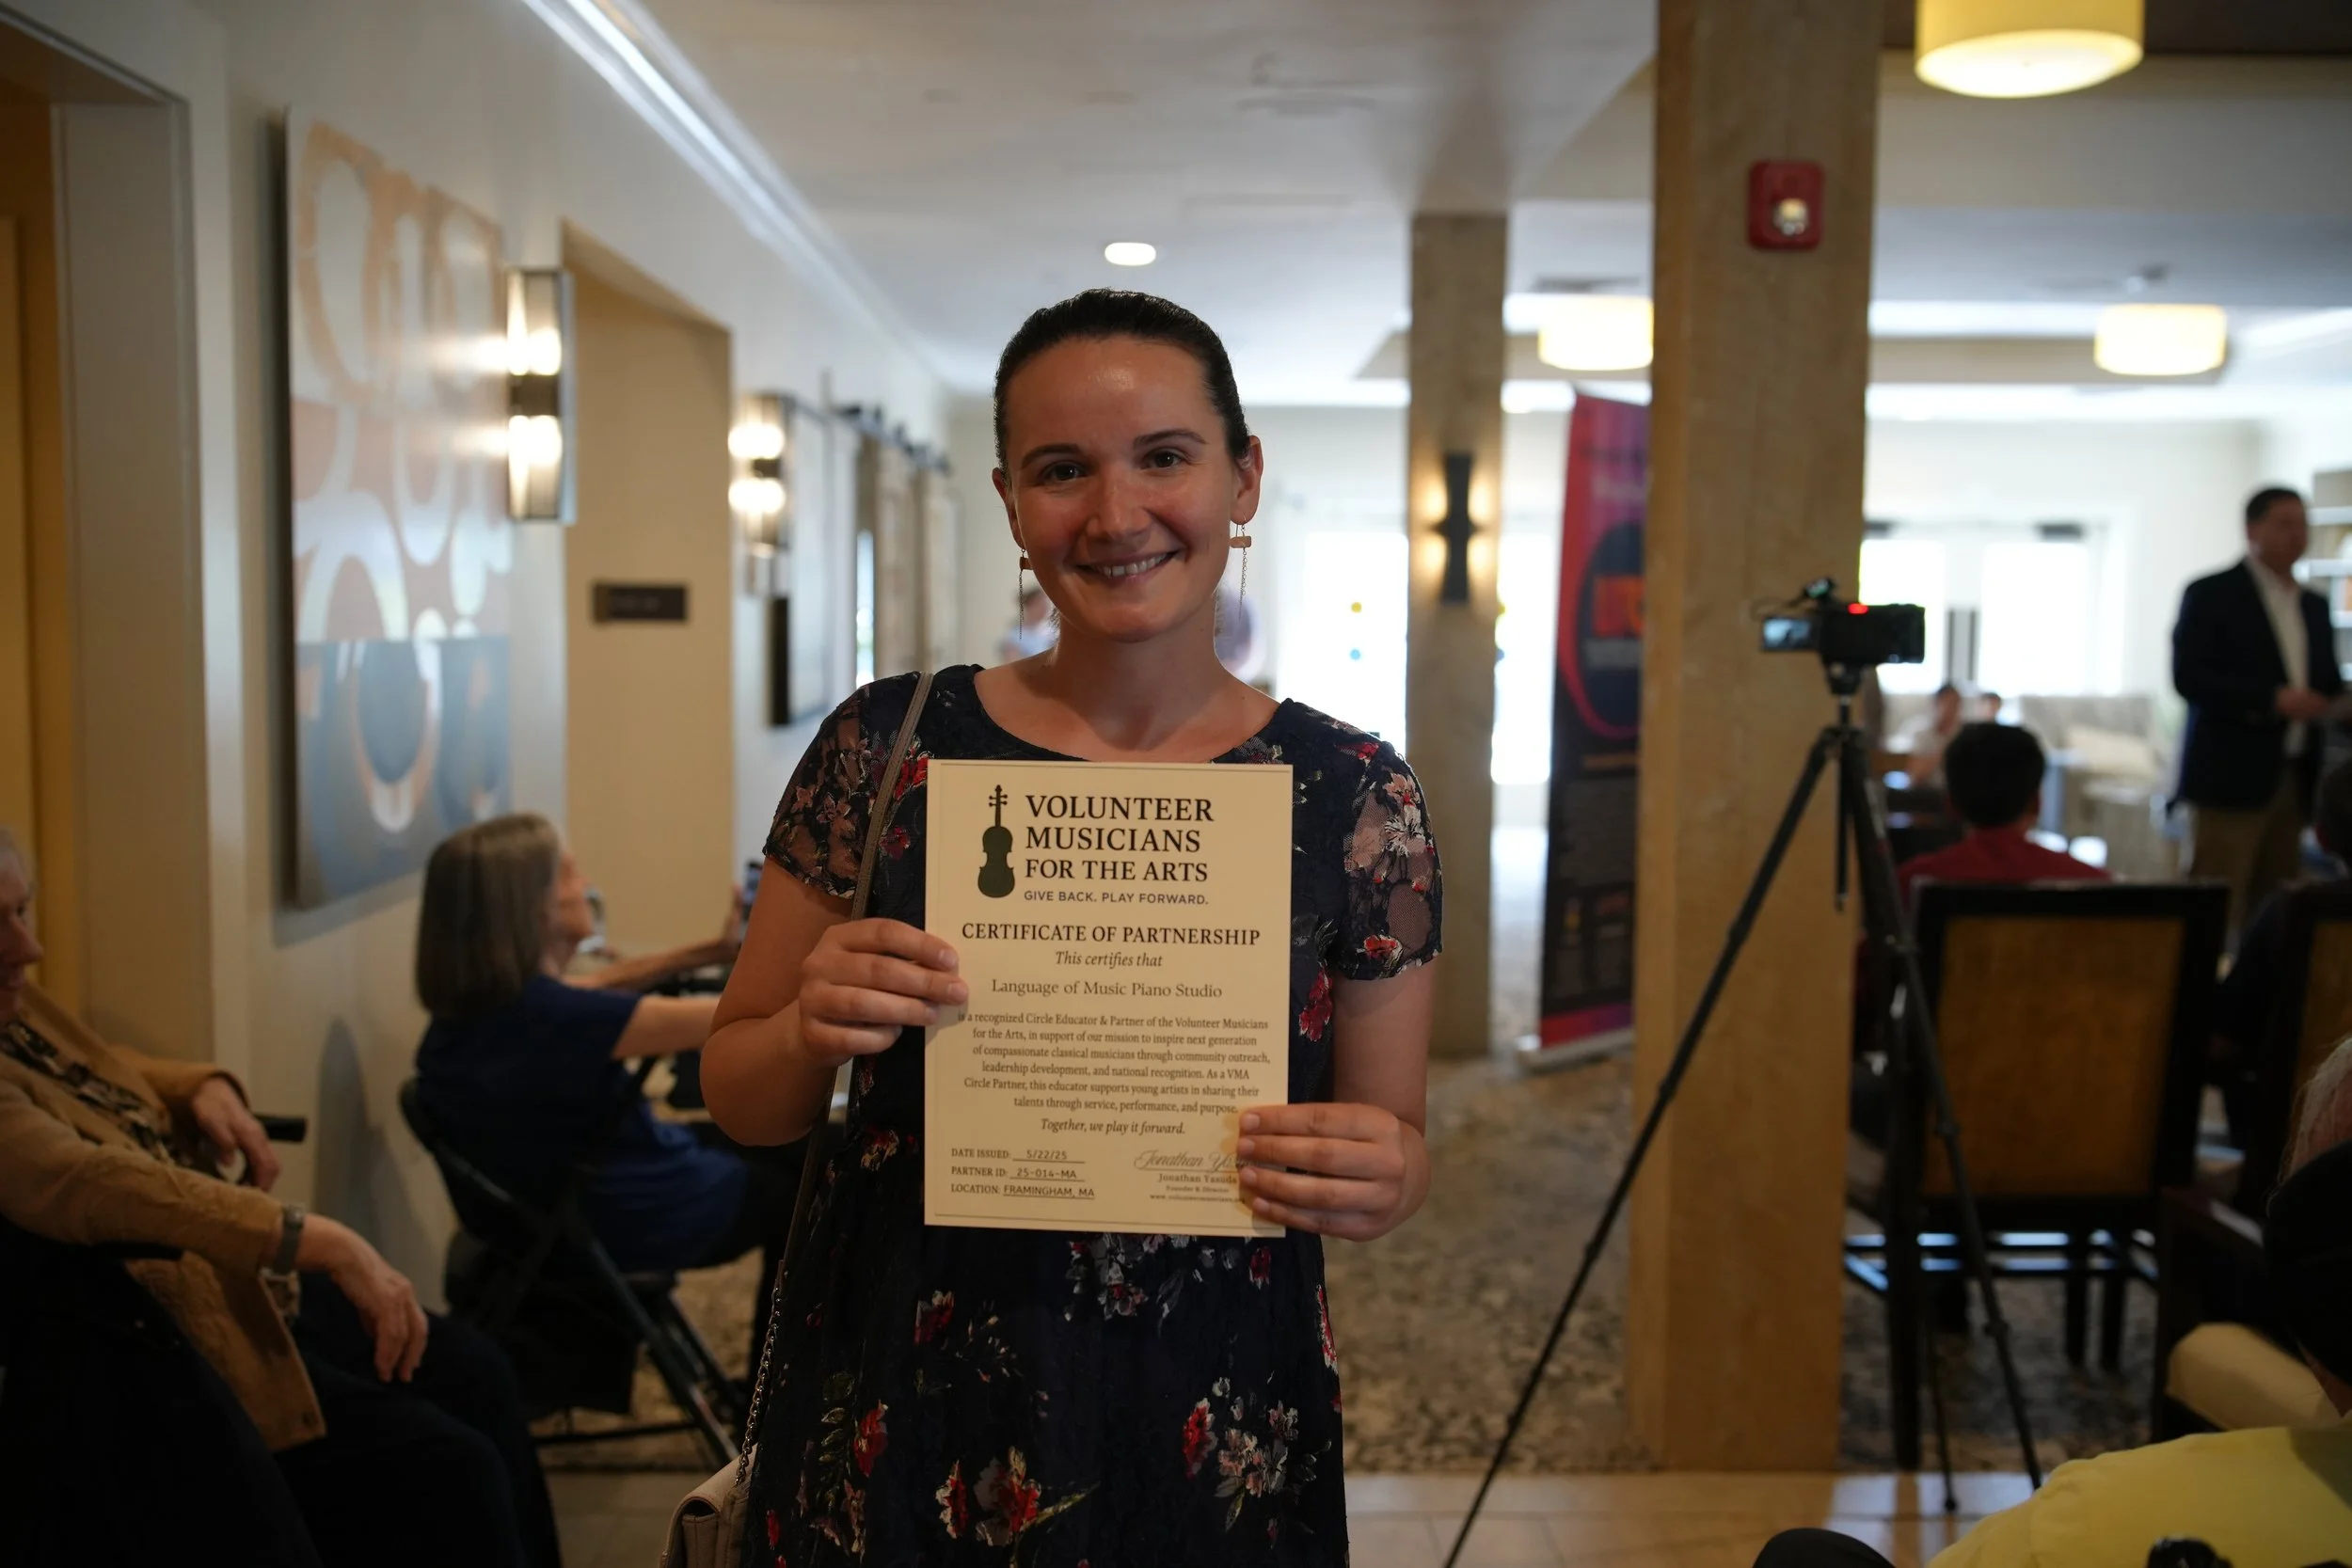 VOLUNTEER
MUSICIANS
FOR THE ARTS
GIVE BACK. PLAY FORWARD.
CERTIFICATE OF PARTNERSHIP
This certifies that
Language of Music Piano Studio
is a recognized Circle Educator & Partner of the Volunteer Musicians
for the Arts, in support of our mission to inspire next generation
of compassionate classical musicians through community outreach,
leadership development, and national recognition. As a VMA
Circle Partner, this educator supports young artists in sharing their
talents through service, performance, and purpose.
Together, we play it forward.
DATE ISSUED: 5/22/25
PARTNER ID: 25-014-MA
LOCATION: FRAMINGHAM, MA
Jonathan
Jonathan Yasuda
Founder & Director